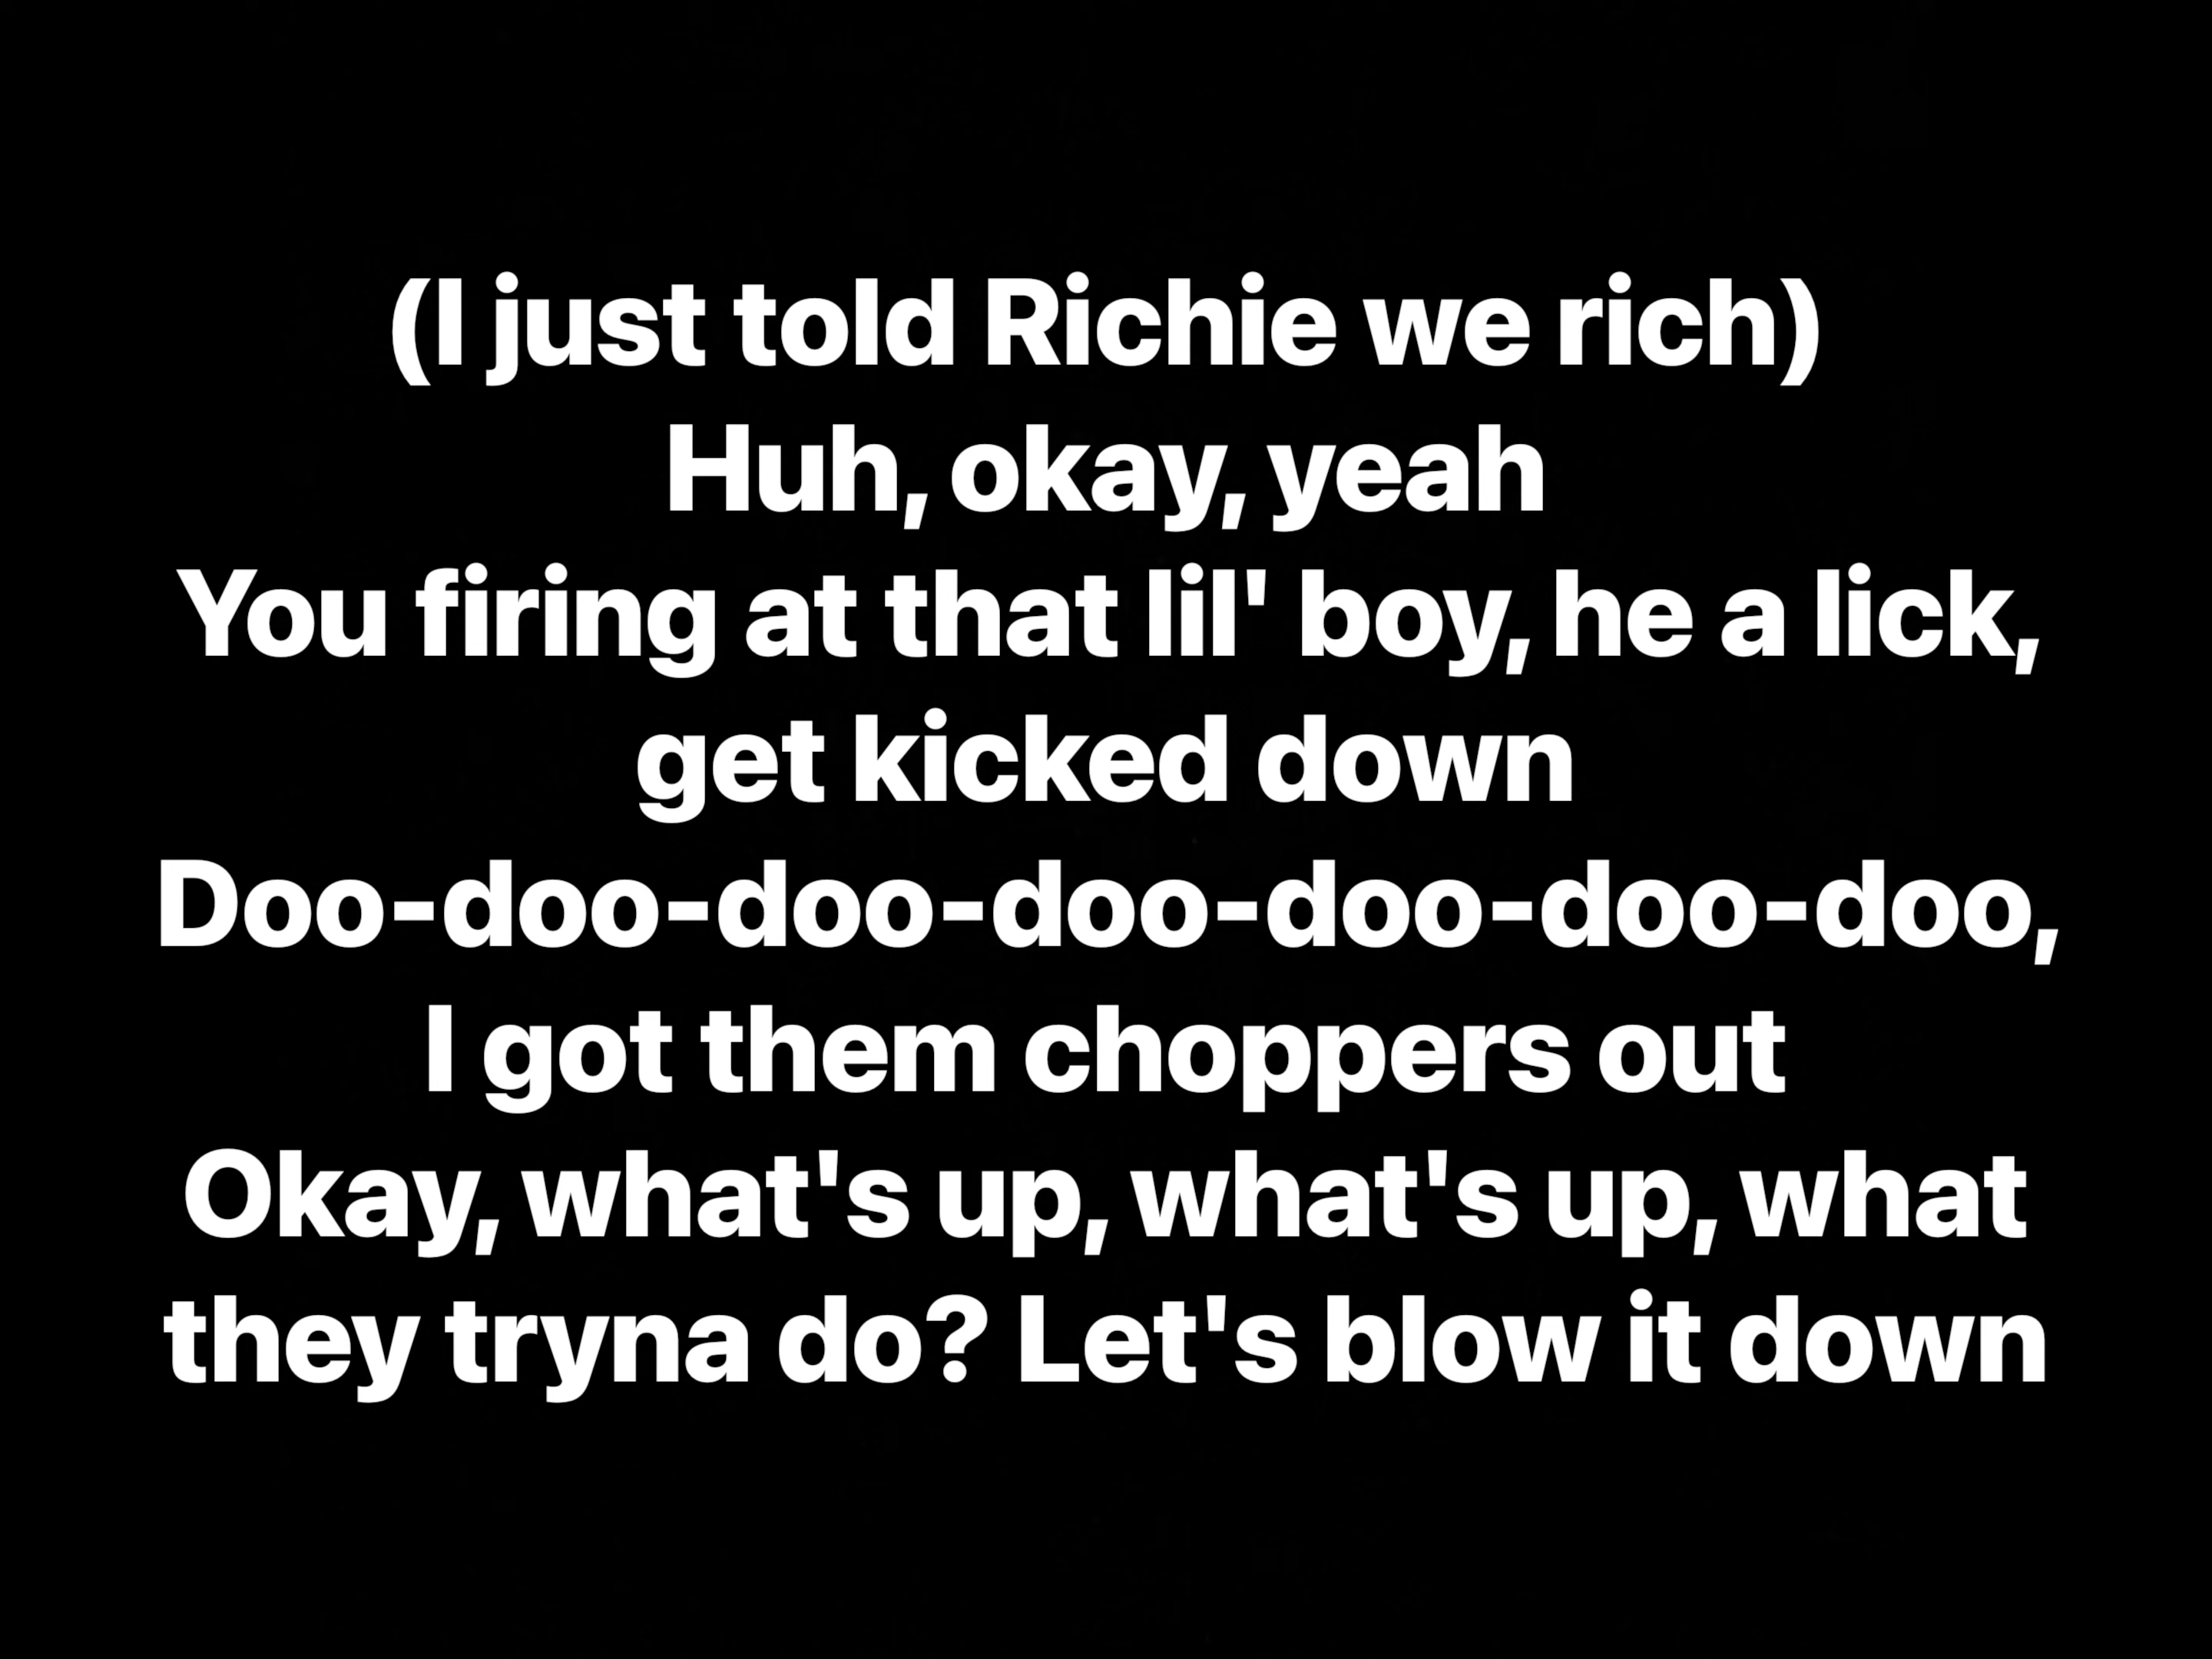 (I just told Richie we rich)
Huh, okay, yeah
You firing at that lil' boy, he a lick,
get kicked down
Doo-doo-doo-doo-doo-doo-doo,
I got them choppers out
Okay, what's up, what's up, what
they tryna do? Let's blow it down